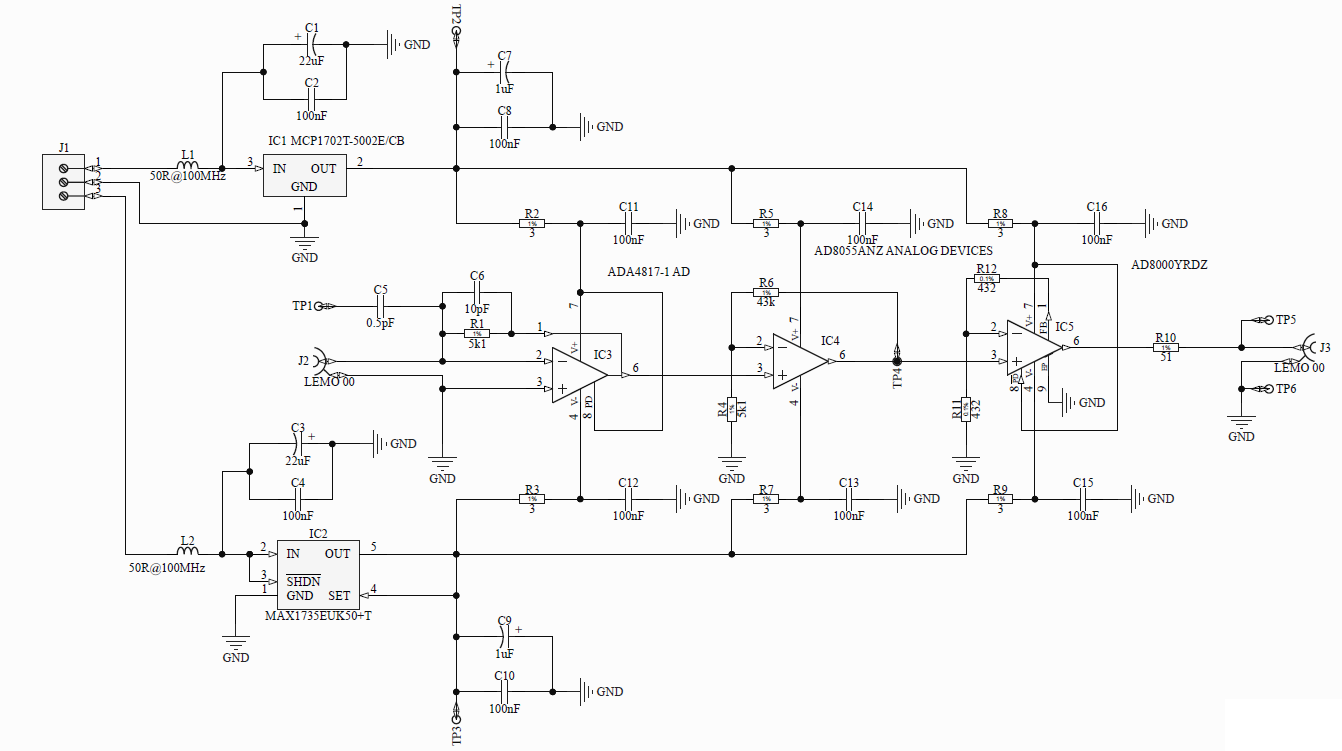 TP2
C1
+
22uF
GND
C2
100nF
C7
+
1uF
C8
100nF
GND
IC1 MCP1702T-5002E/CB
J1
1
2
3
L1
50R@100MHz
3
IN
OUT
2
GND
1
GND
R2
1%
3
C11
100nF
GND
R5
1%
3
C14
100nF
GND
R8
1%
3
C16
100nF
GND
ADA4817-1 AD
AD8055ANZ ANALOG DEVICES
AD8000YRDZ
TP1
C5
0.5pF
C6
10pF
R1
1%
5k1
J2
LEMO 00
1
2
3
7
V+
IC3
6
V-
4
8
PD
GND
R6
1%
43k
2
3
7
V+
IC4
6
V-
4
TP4
R4
1%
5k1
GND
R12
0.1%
432
2
3
7
V+
1
FB
IC5
6
PD
8
V-
4
EP
9
GND
R11
0.1%
432
GND
R10
1%
51
TP5
J3
LEMO 00
TP6
GND
C3
+
22uF
GND
C4
100nF
R3
1%
3
C12
100nF
GND
R7
1%
3
C13
100nF
GND
R9
1%
3
C15
100nF
GND
L2
50R@100MHz
IC2
2
IN
OUT
5
3
SHDN
1
GND
SET
4
MAX1735EUK50+T
GND
C9
+
1uF
C10
100nF
GND
TP3